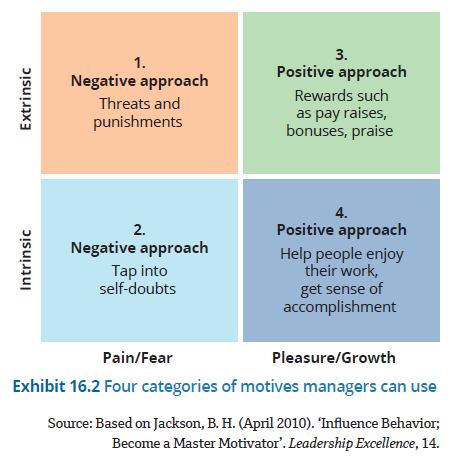 Extrinsic
1.
Negative approach
Threats and
punishments
3.
Positive approach
Rewards such
as pay raises,
bonuses, praise
Intrinsic
2.
Negative approach
Tap into
self-doubts
4.
Positive approach
Help people enjoy
their work,
get sense of
accomplishment
Pain/Fear
Pleasure/Growth
Exhibit 16.2 Four categories of motives managers can use
Source: Based on Jackson, B. H. (April 2010). ‘Influence Behavior;
Become a Master Motivator’. Leadership Excellence, 14.